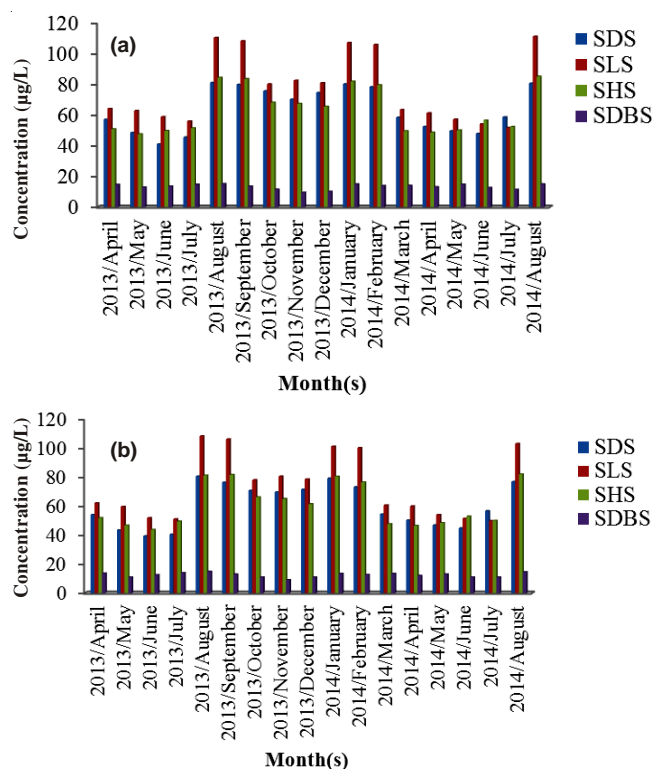 (a)
Concentration (µg/L)
120
100
80
60
40
20
0
SDS
SLS
SHS
SDBS
2013/April
2013/May
2013/June
2013/July
2013/August
2013/September
2013/October
2013/November
2013/December
2014/January
2014/February
2014/March
2014/April
2014/May
2014/June
2014/July
2014/August
Month(s)
(b)
Concentration (µg/L)
120
100
80
60
40
20
0
SDS
SLS
SHS
SDBS
2013/April
2013/May
2013/June
2013/July
2013/August
2013/September
2013/October
2013/November
2013/December
2014/January
2014/February
2014/March
2014/April
2014/May
2014/June
2014/July
2014/August
Month(s)